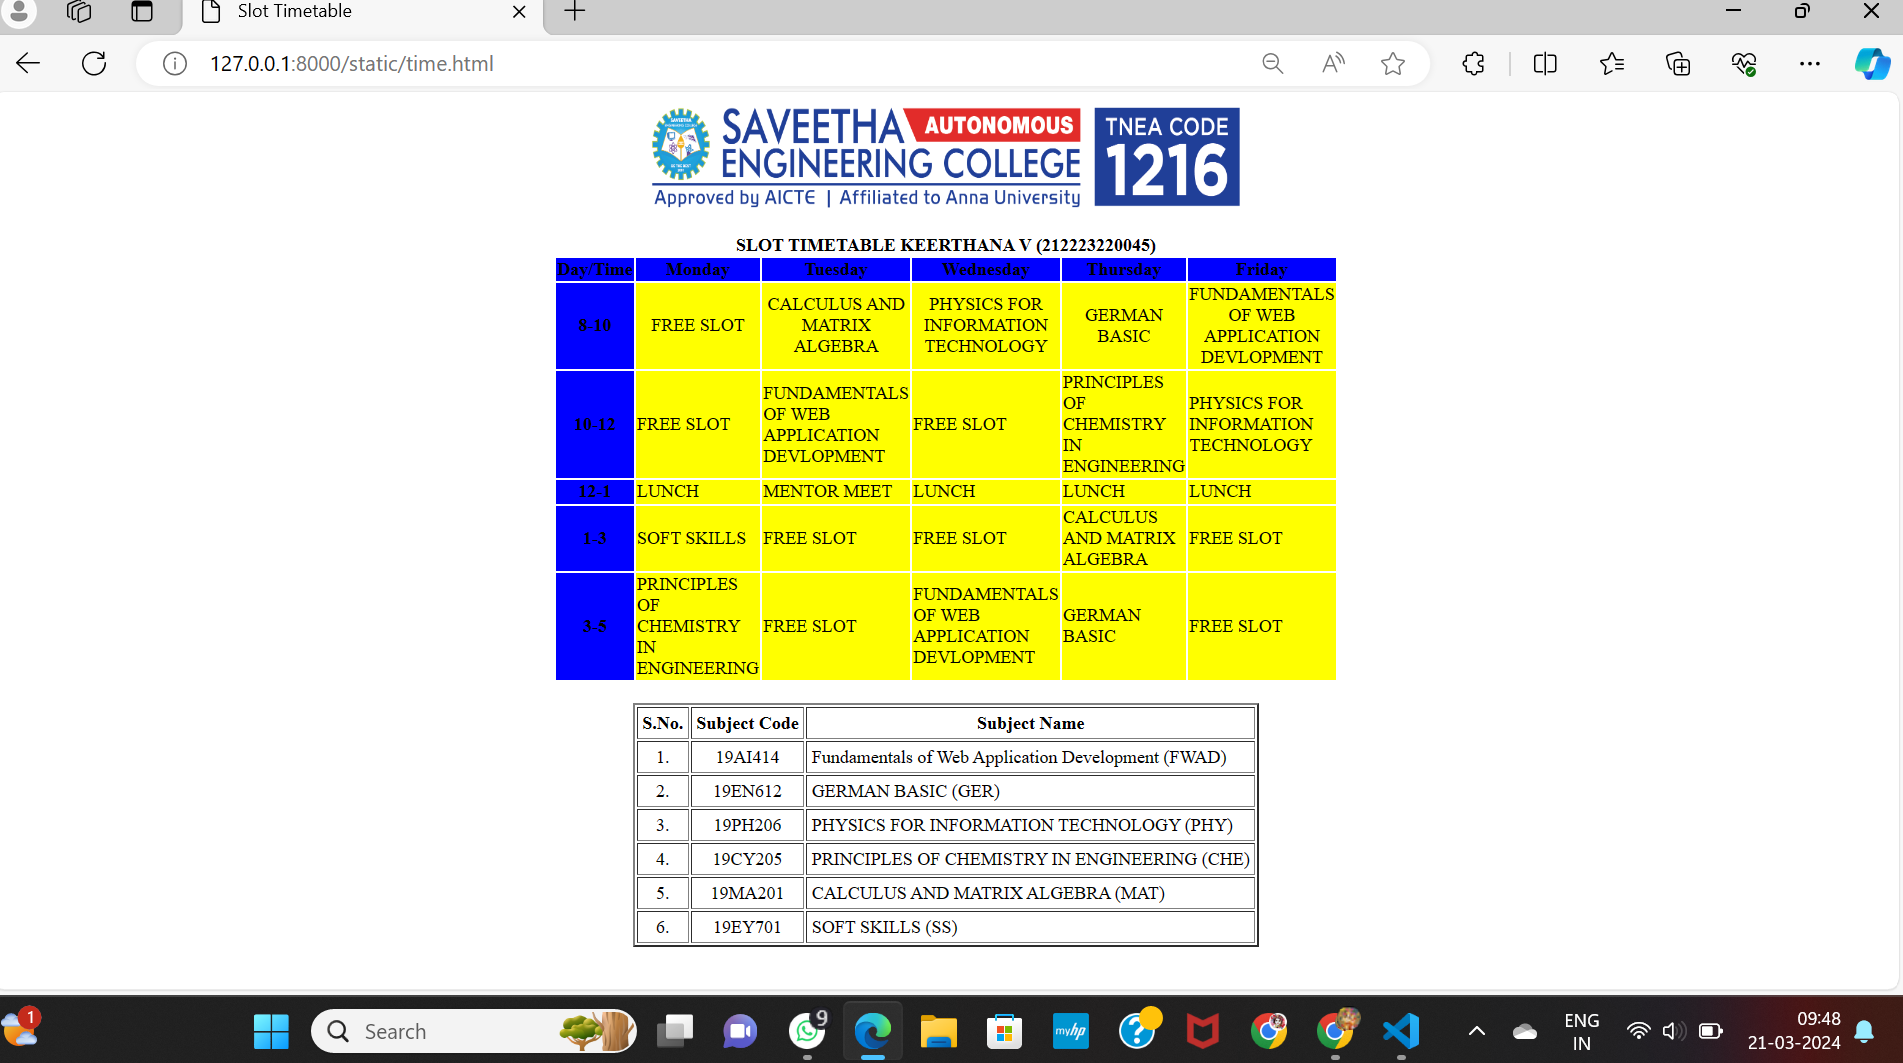 Slot Timetable
127.0.0.1:8000/static/time.html
SAVEETHA AUTONOMOUS
ENGINEERING COLLEGE
Approved by AICTE | Affiliated to Anna University
TNEA CODE
1216
SAVEETHA
SLOT TIMETABLE KEERTHANA V (212223220045)
Day/Time Monday Tuesday Wednesday Thursday Friday
8-10
FREE SLOT
CALCULUS AND
MATRIX
ALGEBRA
PHYSICS FOR
INFORMATION
TECHNOLOGY
GERMAN
BASIC
FUNDAMENTALS
OF WEB
APPLICATION
DEVLOPMENT
10-12
FREE SLOT
FUNDAMENTALS
OF WEB
APPLICATION
DEVLOPMENT
FREE SLOT
PRINCIPLES
OF
CHEMISTRY
IN
ENGINEERING
PHYSICS FOR
INFORMATION
TECHNOLOGY
12-1 LUNCH MENTOR MEET LUNCH LUNCH LUNCH
1-3
SOFT SKILLS
FREE SLOT
FREE SLOT
CALCULUS
AND MATRIX
ALGEBRA
FREE SLOT
3-5
PRINCIPLES
OF
CHEMISTRY
IN
ENGINEERING
FREE SLOT
FUNDAMENTALS
OF WEB
APPLICATION
DEVLOPMENT
GERMAN
BASIC
FREE SLOT
S.No. Subject Code Subject Name
1. 19AI414 Fundamentals of Web Application Development (FWAD)
2. 19EN612 GERMAN BASIC (GER)
3. 19PH206 PHYSICS FOR INFORMATION TECHNOLOGY (PHY)
4. 19CY205 PRINCIPLES OF CHEMISTRY IN ENGINEERING (CHE)
5. 19MA201 CALCULUS AND MATRIX ALGEBRA (MAT)
6. 19EY701 SOFT SKILLS (SS)
1
Search
9
myhp
ENG
IN
09:48
21-03-2024